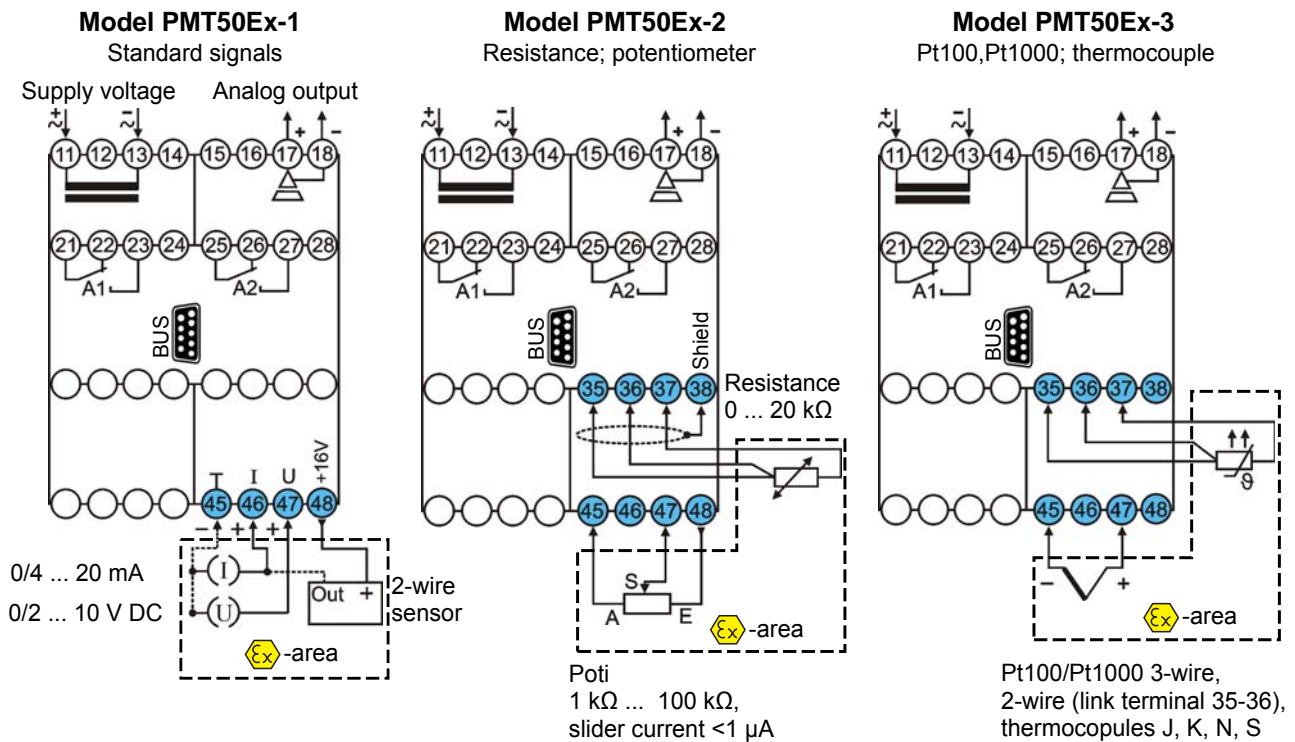 Model PMT50Ex-1
Standard signals
Supply voltage Analog output
~ + ~ − + −
11 12 13 14 15 16 17 18
21 22 23 24 25 26 27 28
A1 A2
BUS
T I U +16V
45 46 47 48
− + +
0/4 ... 20 mA
I
Out +
2-wire
sensor
0/2 ... 10 V DC
U
Ex -area
Model PMT50Ex-2
Resistance; potentiometer
~ + ~ − + −
11 12 13 14 15 16 17 18
21 22 23 24 25 26 27 28
A1 A2
BUS
Shield
35 36 37 38
Resistance
0 ... 20 kΩ
45 46 47 48
S
A E
Ex -area
Poti
1 kΩ ... 100 kΩ,
slider current <1 µA
Model PMT50Ex-3
Pt100,Pt1000; thermocouple
~ + ~ − + −
11 12 13 14 15 16 17 18
21 22 23 24 25 26 27 28
A1 A2
BUS
35 36 37 38
ϑ
45 46 47 48
− +
Ex -area
Pt100/Pt1000 3-wire,
2-wire (link terminal 35-36),
thermocopules J, K, N, S